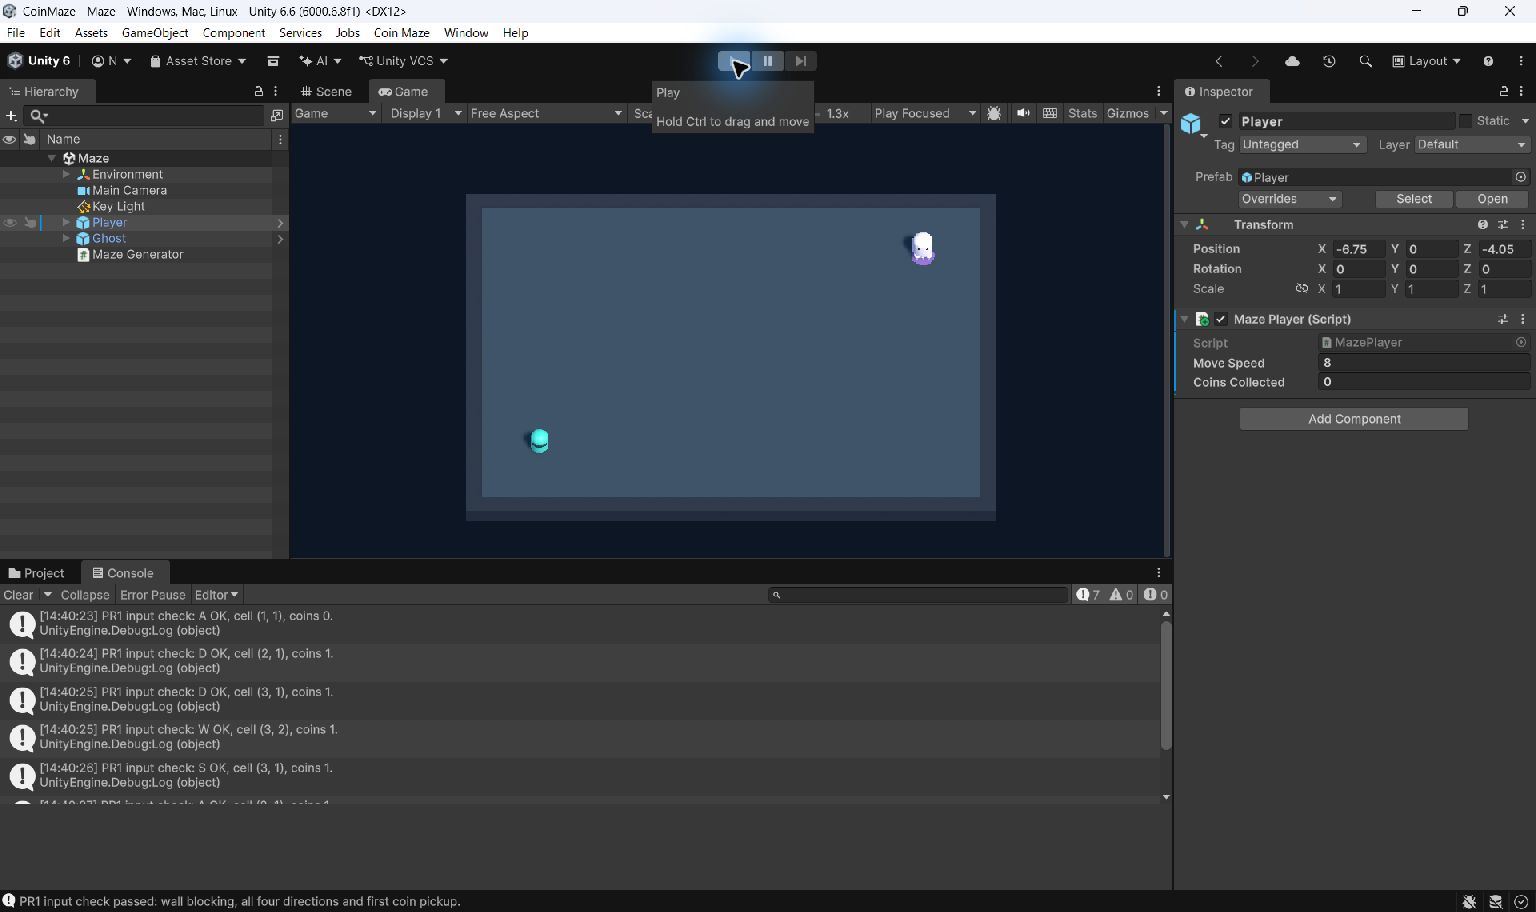 CoinMaze - Maze - Windows, Mac, Linux - Unity 6.6 (6000.6.8f1) <DX12>
File Edit Assets GameObject Component Services Jobs Coin Maze Window Help
Unity 6 N Asset Store AI Unity VCS Layout
Hierarchy
Scene Game
Play
Hold Ctrl to drag and move
Game Display 1 Free Aspect Sca 1.3x Play Focused Stats Gizmos
Name
Maze
Environment
Main Camera
Key Light
Player
Ghost
Maze Generator
Inspector
Player Static
Tag Untagged Layer Default
Prefab Player
Overrides Select Open
Transform
Position X -6.75 Y 0 Z -4.05
Rotation X 0 Y 0 Z 0
Scale X 1 Y 1 Z 1
Maze Player (Script)
Script MazePlayer
Move Speed 8
Coins Collected 0
Add Component
Project Console
Clear Collapse Error Pause Editor 7 0 0
[14:40:23] PR1 input check: A OK, cell (1, 1), coins 0.
UnityEngine.Debug:Log (object)
[14:40:24] PR1 input check: D OK, cell (2, 1), coins 1.
UnityEngine.Debug:Log (object)
[14:40:25] PR1 input check: D OK, cell (3, 1), coins 1.
UnityEngine.Debug:Log (object)
[14:40:25] PR1 input check: W OK, cell (3, 2), coins 1.
UnityEngine.Debug:Log (object)
[14:40:26] PR1 input check: S OK, cell (3, 1), coins 1.
UnityEngine.Debug:Log (object)
PR1 input check passed: wall blocking, all four directions and first coin pickup.